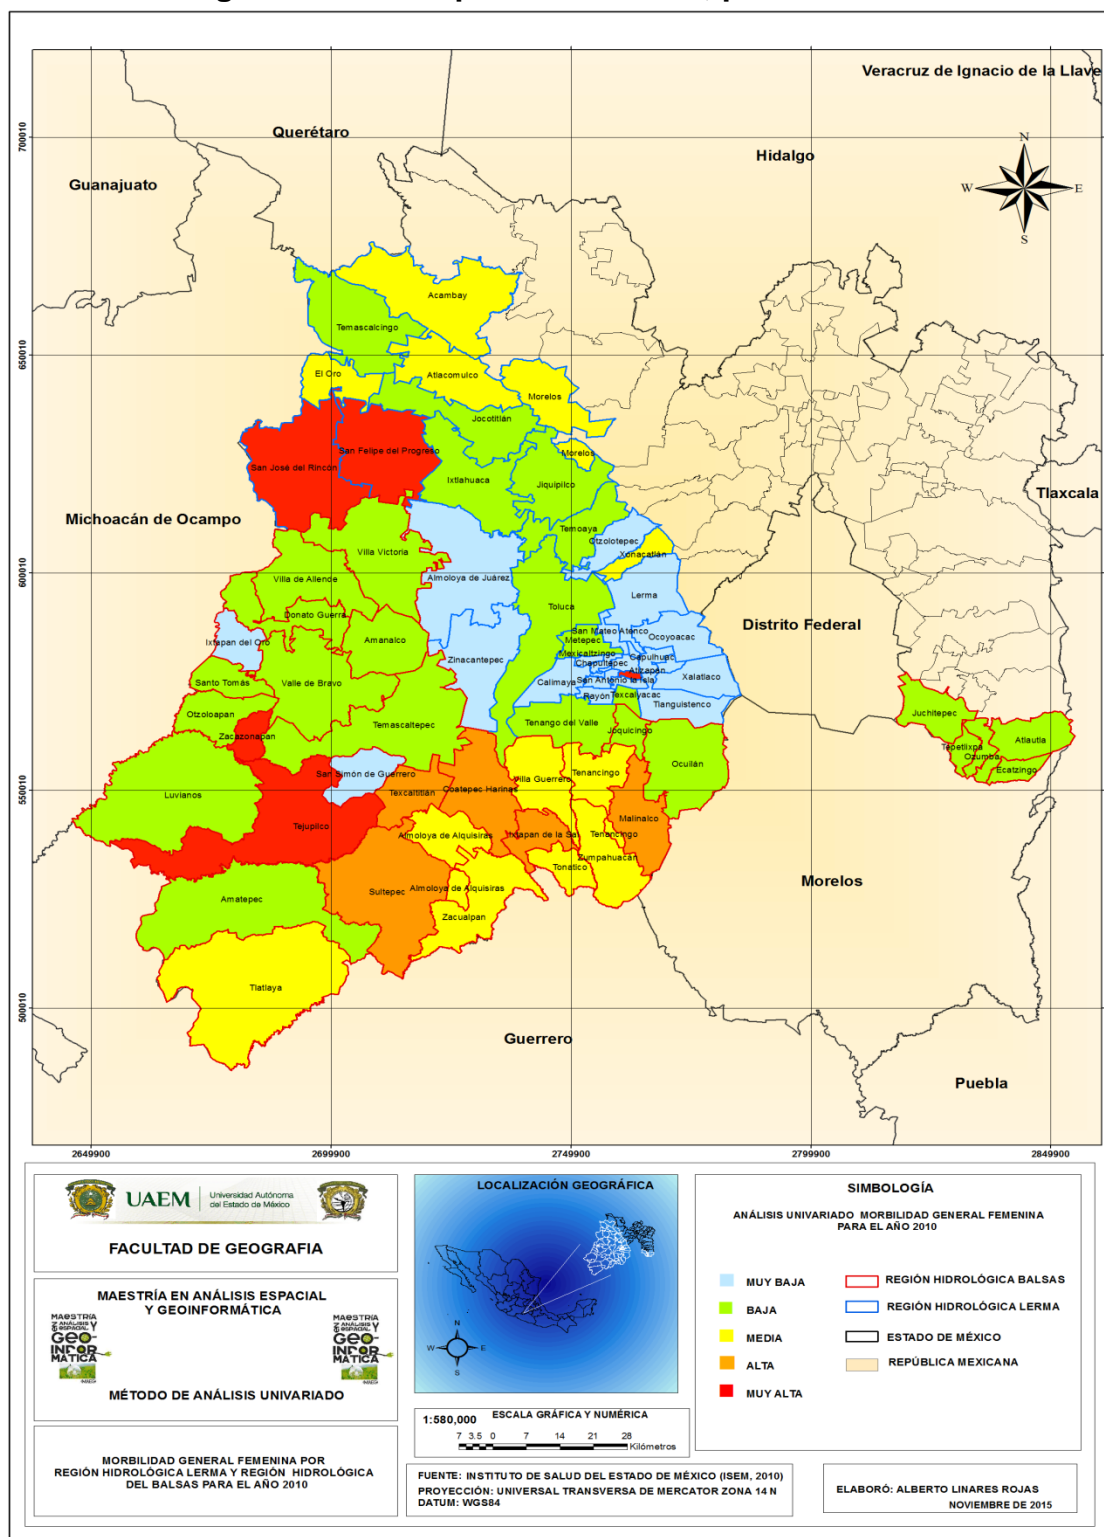 Veracruz de Ignacio de la Llave
Querétaro
Hidalgo
Guanajuato
N
W E
S
700010
Acambay
Temascalcingo
650010
El Oro
Atlacomulco
Morelos
Jocotitlán
San Felipe del Progreso
Morelos
San José del Rincón
Ixtlahuaca
Jiquipilco
Tlaxcala
Michoacán de Ocampo
Temoaya
Otzolotepec
Villa Victoria
Xonacatlán
600010
Villa de Allende
Almoloya de Juárez
Lerma
Donato Guerra
Toluca
Distrito Federal
San Mateo Atenco
Ixtapan del Oro
Amanalco
Metepec
Ocoyoacac
Mexicaltzingo
Capulhuac
Zinacantepec
Chapultepec
Atizapán
Santo Tomás
Valle de Bravo
Calimaya
San Antonio la Isla
Xalatlaco
Rayón
Texcalyacac
Tianguistenco
Otzoloapan
Temascaltepec
Tenango del Valle
Juchitepec
Zacazonapan
Joquicingo
Tepetlixpa
Atlautla
Ozumba
Ocuilán
Ecatzingo
San Simón de Guerrero
Villa Guerrero
Tenancingo
550010
Luvianos
Texcaltitlán
Coatepec Harinas
Tejupilco
Malinalco
Almoloya de Alquisiras
Ixtapan de la Sal
Tenancingo
Zumpahuacán
Tonatico
Morelos
Amatepec
Sultepec
Almoloya de Alquisiras
Zacualpan
Tlatlaya
500010
Guerrero
Puebla
2649900 2699900 2749900 2799900 2849900
UAEM
Universidad Autónoma
del Estado de México
FACULTAD DE GEOGRAFIA
MAESTRÍA EN ANÁLISIS ESPACIAL
Y GEOINFORMÁTICA
MÉTODO DE ANÁLISIS UNIVARIADO
MORBILIDAD GENERAL FEMENINA POR
REGIÓN HIDROLÓGICA LERMA Y REGIÓN HIDROLÓGICA
DEL BALSAS PARA EL AÑO 2010
LOCALIZACIÓN GEOGRÁFICA
N
W E
S
1:580,000 ESCALA GRÁFICA Y NUMÉRICA
7 3.5 0 7 14 21 28
Kilómetros
SIMBOLOGÍA
ANÁLISIS UNIVARIADO MORBILIDAD GENERAL FEMENINA
PARA EL AÑO 2010
MUY BAJA
BAJA
MEDIA
ALTA
MUY ALTA
REGIÓN HIDROLÓGICA BALSAS
REGIÓN HIDROLÓGICA LERMA
ESTADO DE MÉXICO
REPÚBLICA MEXICANA
FUENTE: INSTITUTO DE SALUD DEL ESTADO DE MÉXICO (ISEM, 2010)
PROYECCIÓN: UNIVERSAL TRANSVERSA DE MERCATOR ZONA 14 N
DATUM: WGS84
ELABORÓ: ALBERTO LINARES ROJAS
NOVIEMBRE DE 2015